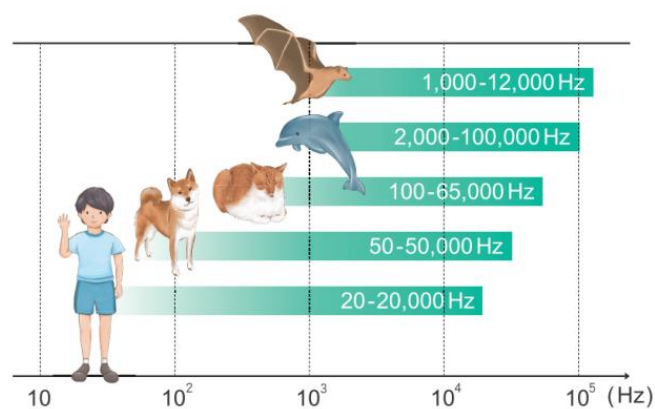 1,000-12,000 Hz
2,000-100,000 Hz
100-65,000 Hz
50-50,000 Hz
20-20,000 Hz
10 10² 10³ 10⁴ 10⁵ (Hz)